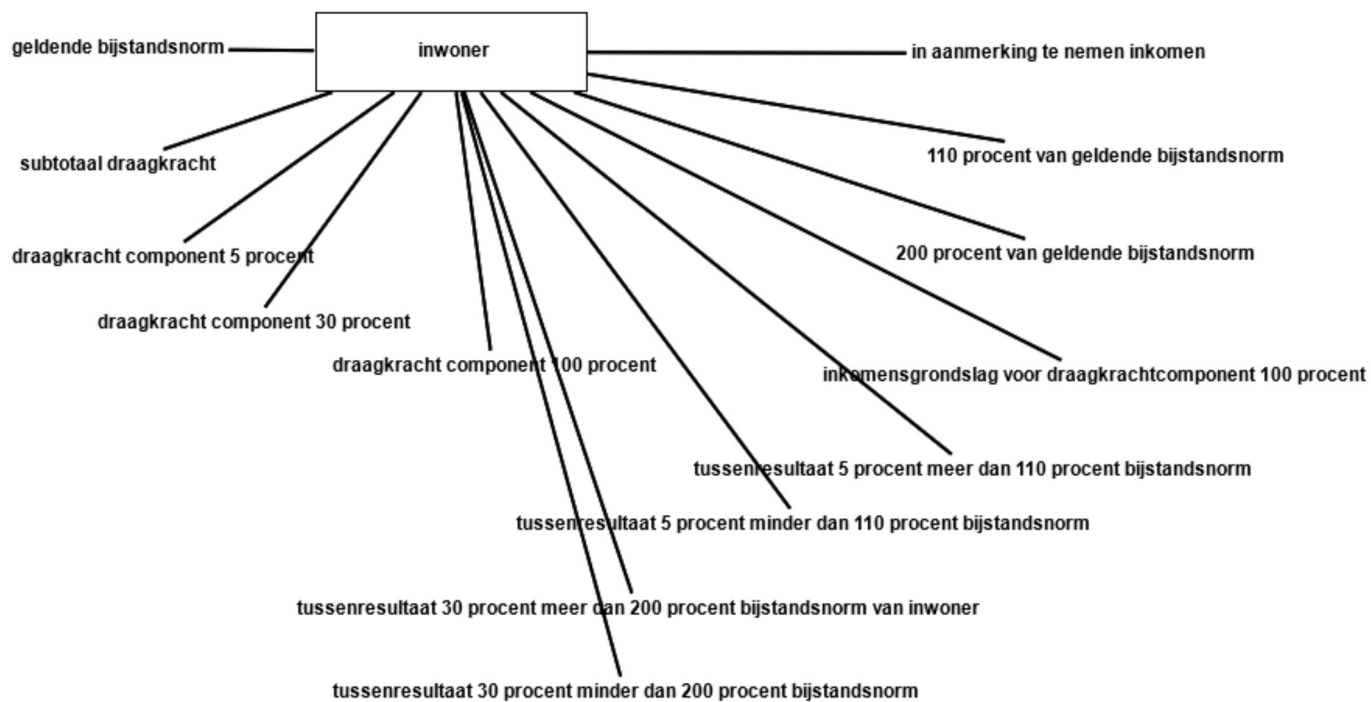 geldende bijstandsnorm
inwoner
in aanmerking te nemen inkomen
subtotaal draagkracht
110 procent van geldende bijstandsnorm
draagkracht component 5 procent
200 procent van geldende bijstandsnorm
draagkracht component 30 procent
draagkracht component 100 procent
inkomensgrondslag voor draagkrachtcomponent 100 procent
tussenresultaat 5 procent meer dan 110 procent bijstandsnorm
tussenresultaat 5 procent minder dan 110 procent bijstandsnorm
tussenresultaat 30 procent meer dan 200 procent bijstandsnorm van inwoner
tussenresultaat 30 procent minder dan 200 procent bijstandsnorm